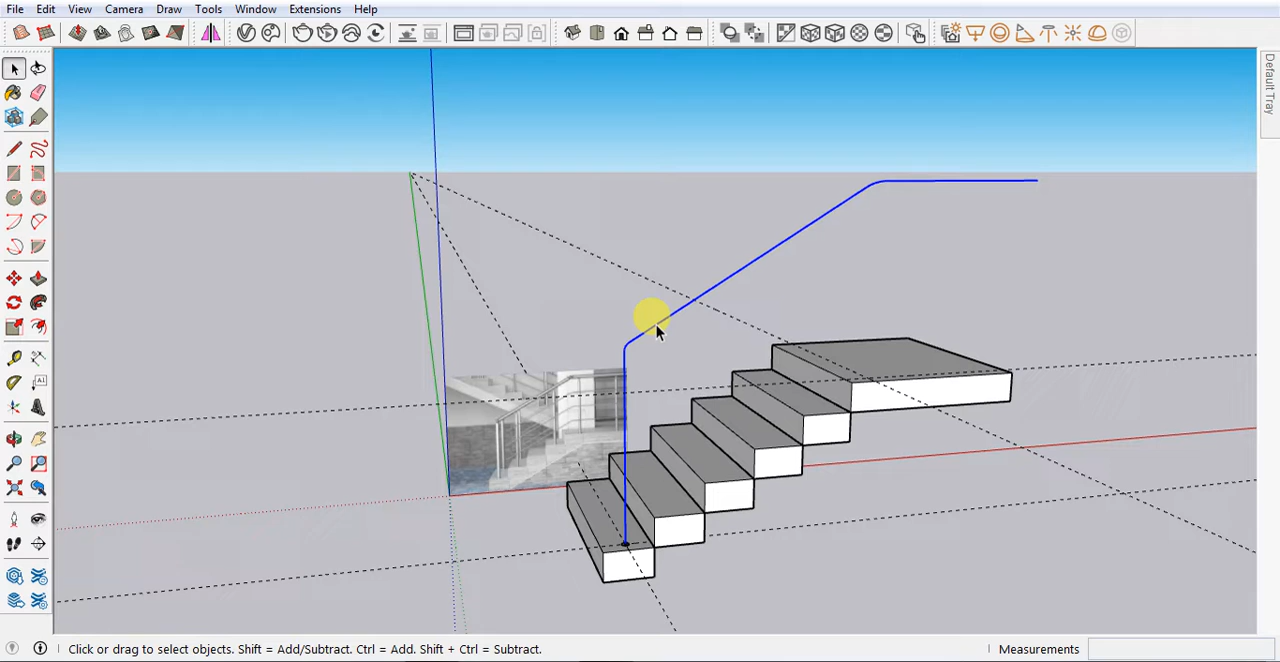 File Edit View Camera Draw Tools Window Extensions Help
Default Tray
A1
Click or drag to select objects. Shift = Add/Subtract. Ctrl = Add. Shift + Ctrl = Subtract.
Measurements